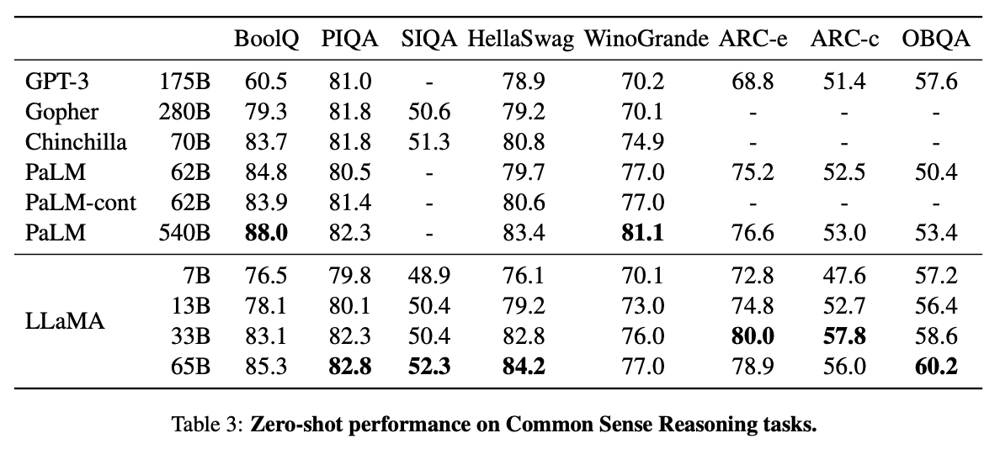 BoolQ PIQA SIQA HellaSwag WinoGrande ARC-e ARC-c OBQA
GPT-3 175B 60.5 81.0 - 78.9 70.2 68.8 51.4 57.6
Gopher 280B 79.3 81.8 50.6 79.2 70.1 - - -
Chinchilla 70B 83.7 81.8 51.3 80.8 74.9 - - -
PaLM 62B 84.8 80.5 - 79.7 77.0 75.2 52.5 50.4
PaLM-cont 62B 83.9 81.4 - 80.6 77.0 - - -
PaLM 540B 88.0 82.3 - 83.4 81.1 76.6 53.0 53.4
7B 76.5 79.8 48.9 76.1 70.1 72.8 47.6 57.2
13B 78.1 80.1 50.4 79.2 73.0 74.8 52.7 56.4
LLaMA
33B 83.1 82.3 50.4 82.8 76.0 80.0 57.8 58.6
65B 85.3 82.8 52.3 84.2 77.0 78.9 56.0 60.2
Table 3: Zero-shot performance on Common Sense Reasoning tasks.